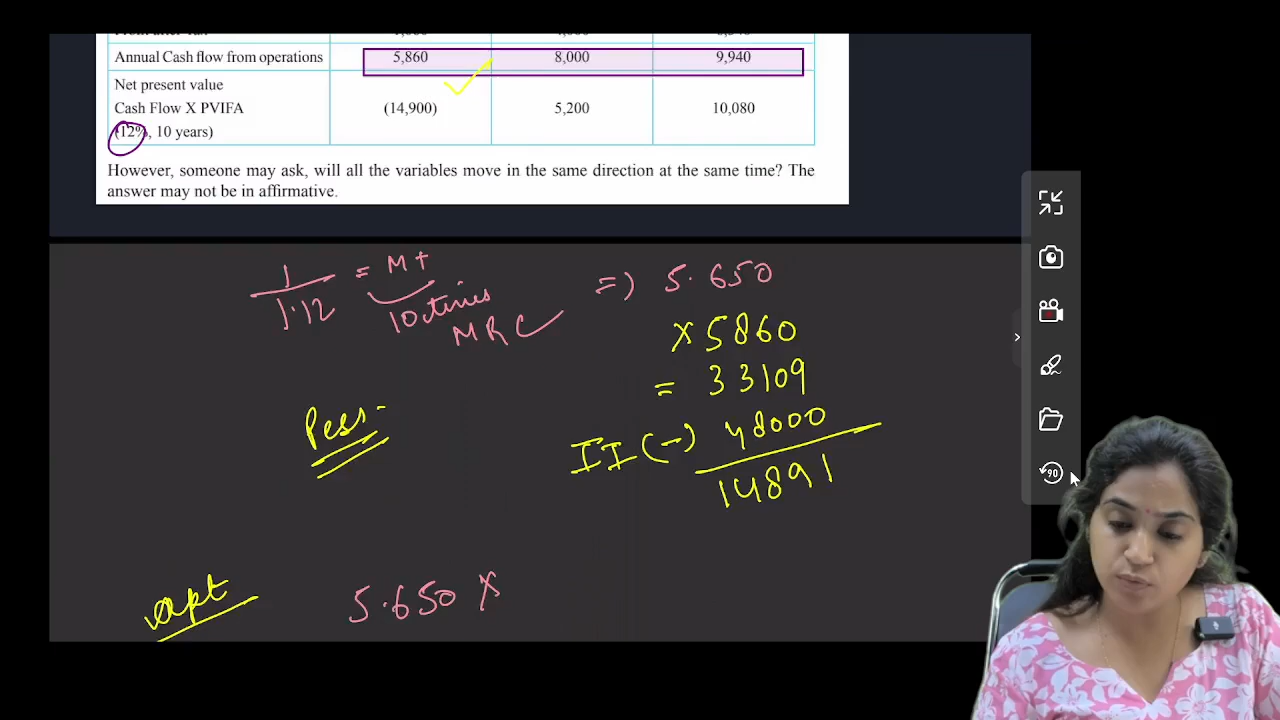 Annual Cash flow from operations 5,860 8,000 9,940
Net present value
Cash Flow X PVIFA (14,900) 5,200 10,080
(12%, 10 years)
However, someone may ask, will all the variables move in the same direction at the same time? The
answer may not be in affirmative.
1/1.12 = M+ => 5.650
10 times
MRC
× 5860
= 33109
Pess.
II (-) 48000
14891
opt 5.650 ×
90